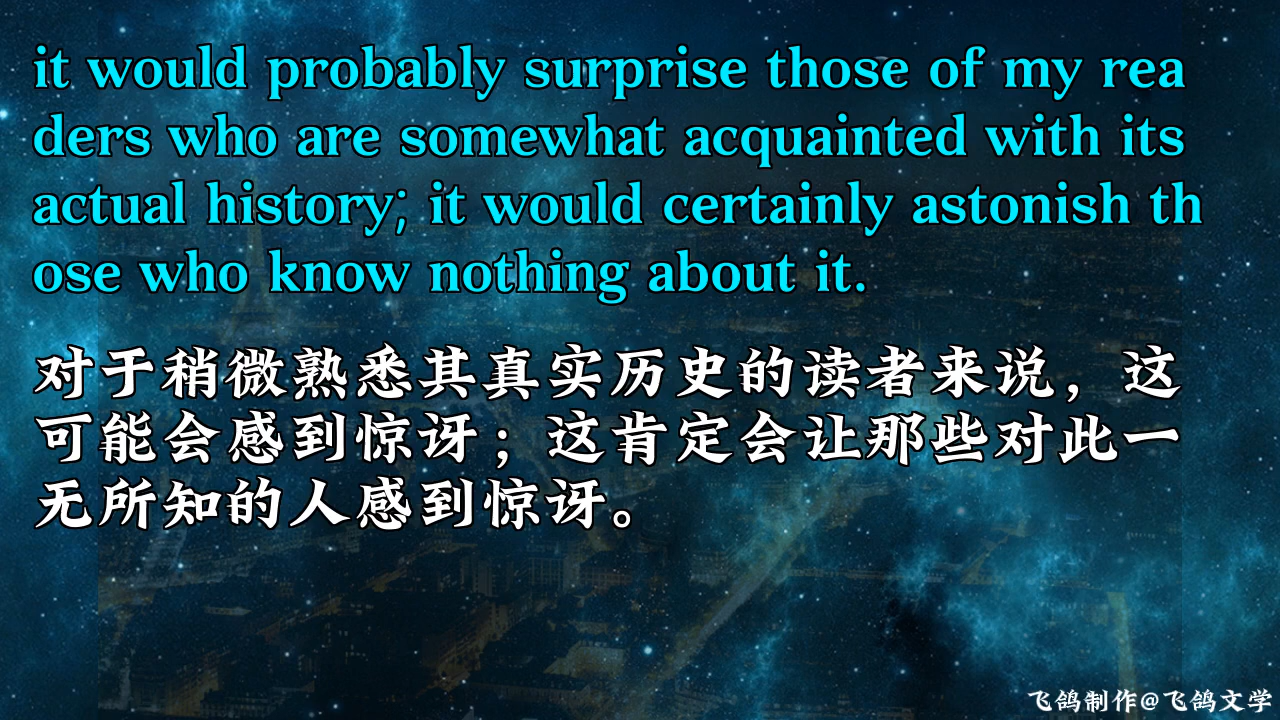 it would probably surprise those of my rea
ders who are somewhat acquainted with its
actual history; it would certainly astonish th
ose who know nothing about it.
对于稍微熟悉其真实历史的读者来说，这
可能会感到惊讶；这肯定会让那些对此一
无所知的人感到惊讶。
飞鸽制作@飞鸽文学